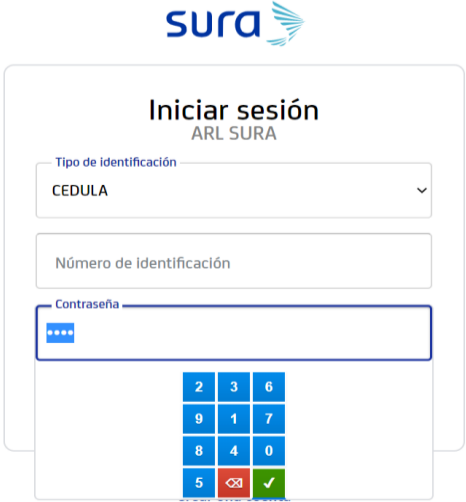 sura
Iniciar sesión
ARL SURA
Tipo de identificación
CEDULA
Número de identificación
Contraseña
••••
2 3 6
9 1 7
8 4 0
5